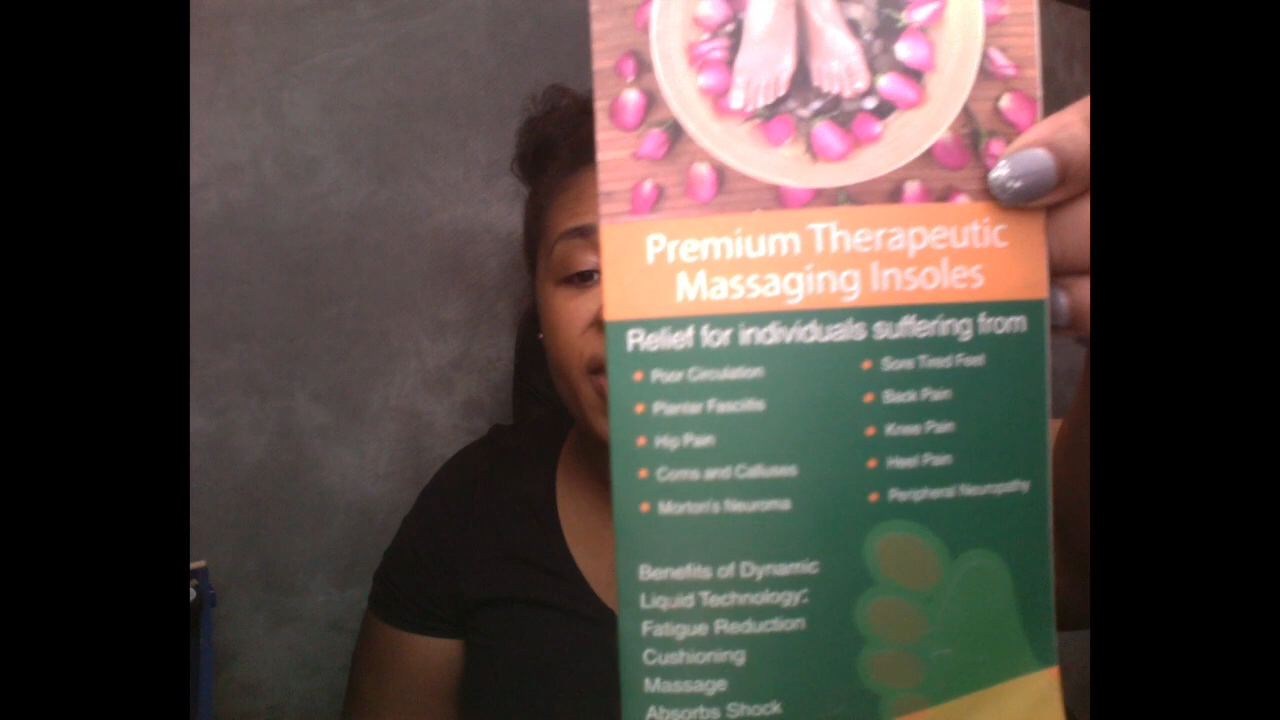 Premium Therapeutic
Massaging Insoles
Relief for individuals suffering from
Poor Circulation
Plantar Fasciitis
Hip Pain
Corns and Calluses
Morton's Neuroma
Sore Tired Feet
Back Pain
Knee Pain
Heel Pain
Peripheral Neuropathy
Benefits of Dynamic
Liquid Technology:
Fatigue Reduction
Cushioning
Massage
Absorbs Shock